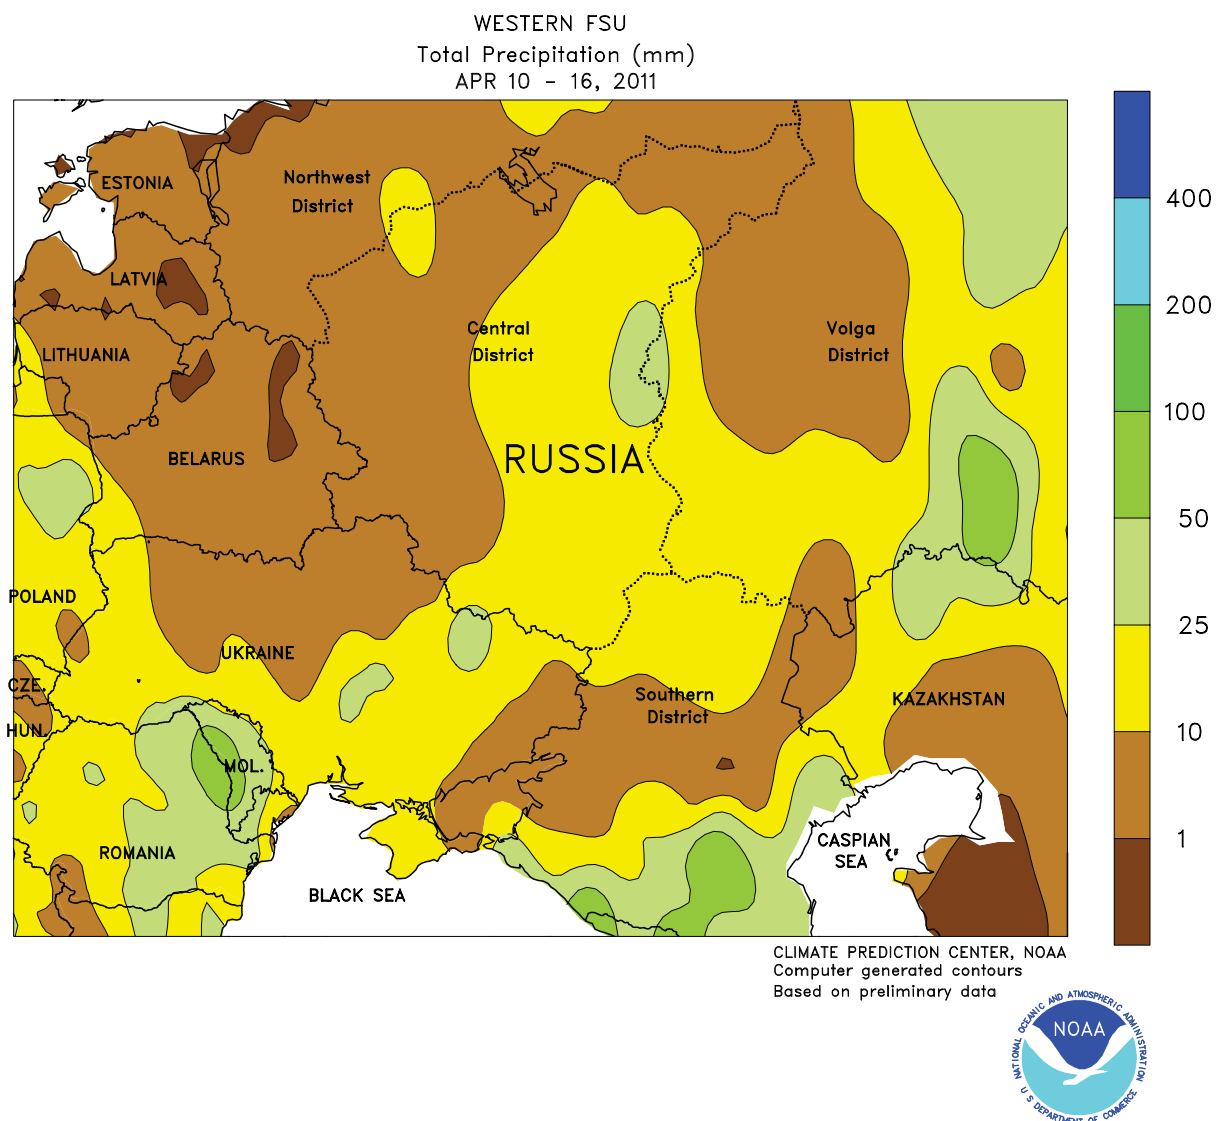 WESTERN FSU
Total Precipitation (mm)
APR 10 - 16, 2011
ESTONIA
Northwest
District
LATVIA
LITHUANIA
Central
District
Volga
District
BELARUS
RUSSIA
POLAND
UKRAINE
CZE.
Southern
District
KAZAKHSTAN
HUN.
MOL.
ROMANIA
CASPIAN
SEA
BLACK SEA
400
200
100
50
25
10
1
CLIMATE PREDICTION CENTER, NOAA
Computer generated contours
Based on preliminary data
NATIONAL OCEANIC AND ATMOSPHERIC ADMINISTRATION
NOAA
U S DEPARTMENT OF COMMERCE